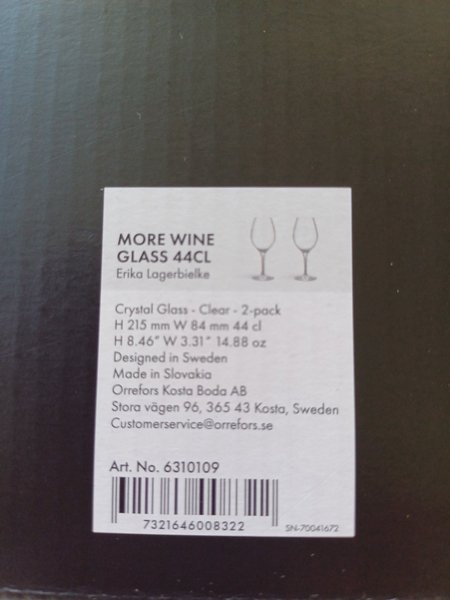 MORE WINE
GLASS 44CL
Erika Lagerbielke
Crystal Glass - Clear - 2-pack
H 215 mm W 84 mm 44 cl
H 8.46" W 3.31" 14.88 oz
Designed in Sweden
Made in Slovakia
Orrefors Kosta Boda AB
Stora vägen 96, 365 43 Kosta, Sweden
Customerservice@orrefors.se
Art. No. 6310109
7321646008322
SN-70041672